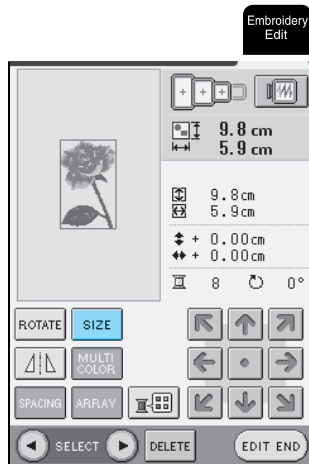 Embroidery
Edit
9.8 cm
5.9 cm
9.8cm
5.9cm
+ 0.00cm
+ 0.00cm
8 0°
ROTATE SIZE
MULTI
COLOR
SPACING ARRAY
SELECT DELETE EDIT END